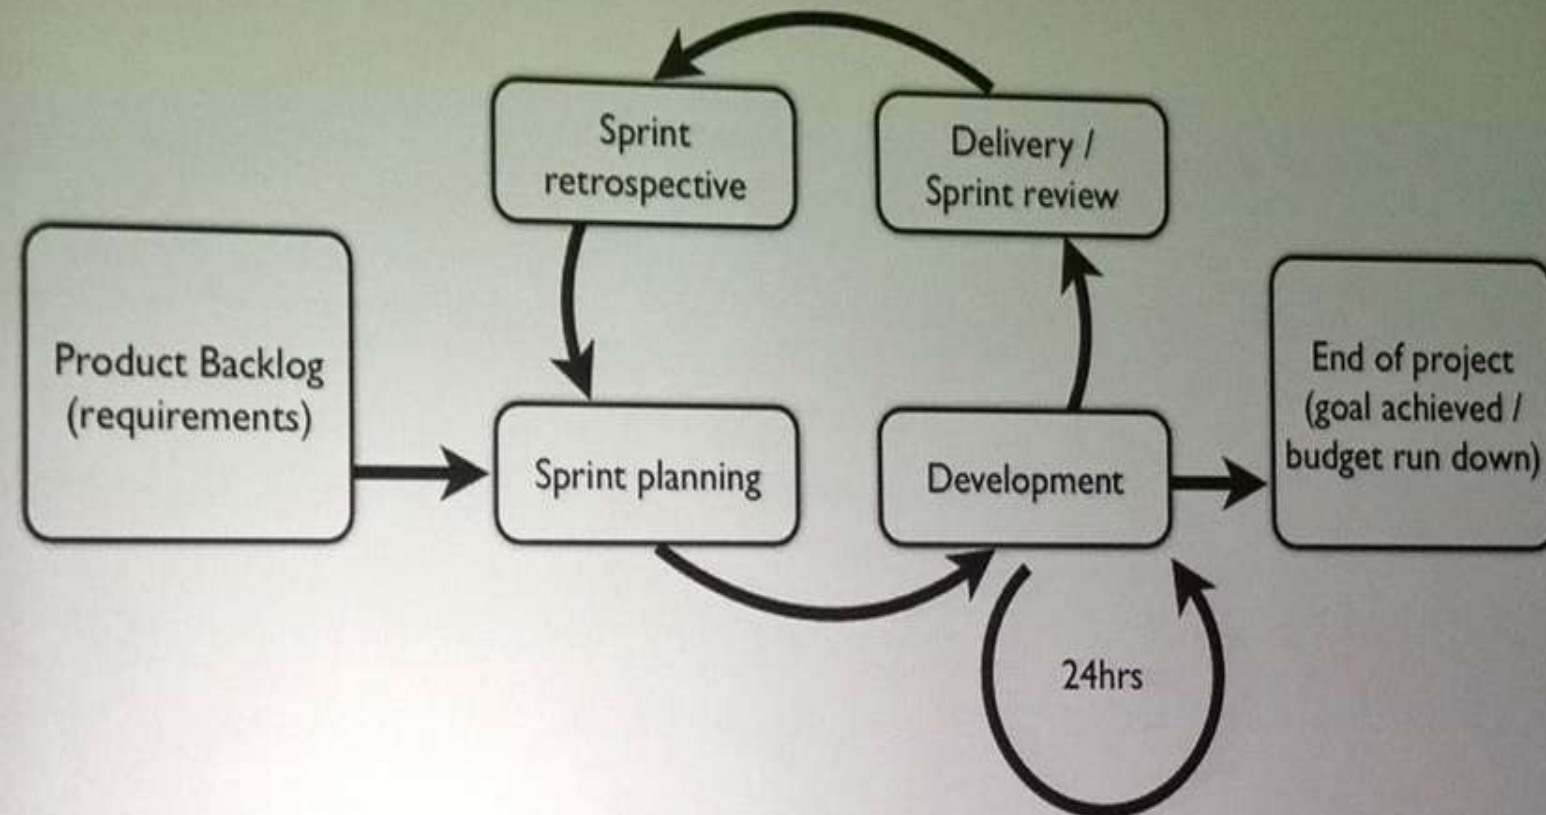 Sprint
retrospective
Delivery /
Sprint review
Product Backlog
(requirements)
Sprint planning
Development
End of project
(goal achieved /
budget run down)
24hrs